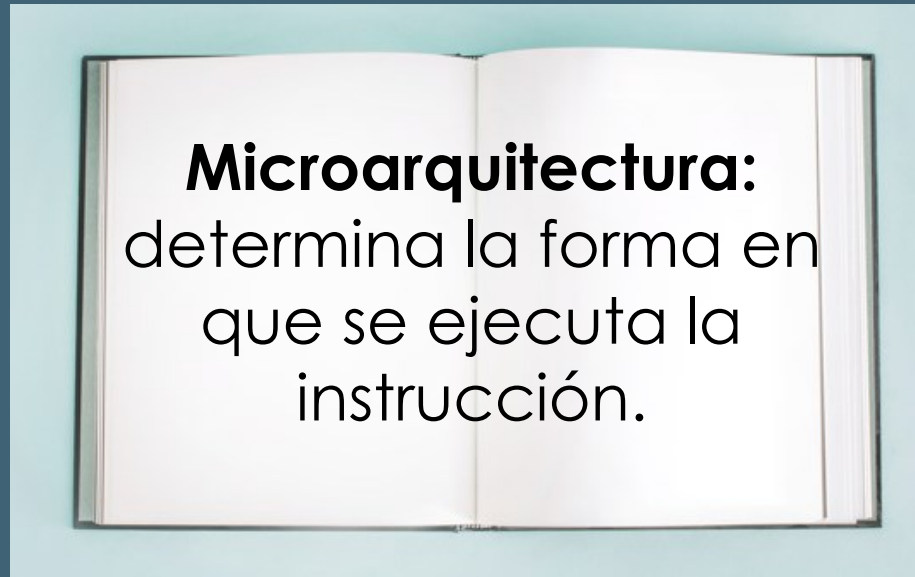 Microarquitectura:
determina la forma en
que se ejecuta la
instrucción.